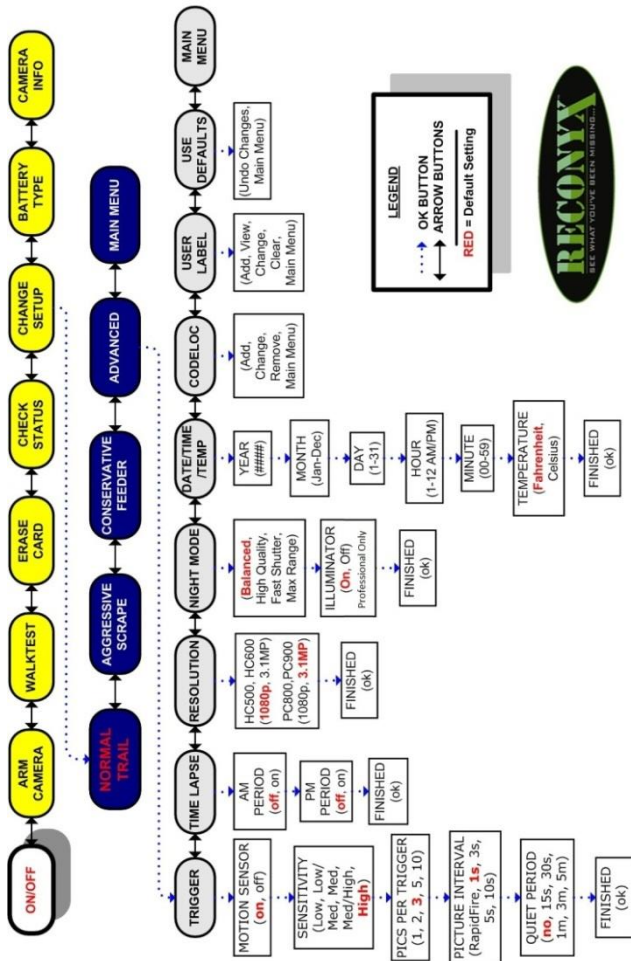 ON/OFF
ARM
CAMERA
WALKTEST
ERASE
CARD
CHECK
STATUS
CHANGE
SETUP
BATTERY
TYPE
CAMERA
INFO
NORMAL
TRAIL
AGGRESSIVE
SCRAPE
CONSERVATIVE
FEEDER
ADVANCED
MAIN MENU
TRIGGER
TIME LAPSE
RESOLUTION
NIGHT MODE
DATE/TIME
/TEMP
CODELOC
USER
LABEL
USE
DEFAULTS
MAIN
MENU
MOTION SENSOR
(on, off)
SENSITIVITY
(Low, Low/
Med, Med,
Med/High,
High)
PICS PER TRIGGER
(1, 2, 3, 5, 10)
PICTURE INTERVAL
(RapidFire, 1s, 3s,
5s, 10s)
QUIET PERIOD
(no, 15s, 30s,
1m, 3m, 5m)
FINISHED
(ok)
AM
PERIOD
(off, on)
PM
PERIOD
(off, on)
FINISHED
(ok)
HC500, HC600
(1080p, 3.1MP)
PC800,PC900
(1080p, 3.1MP)
FINISHED
(ok)
(Balanced,
High Quality,
Fast Shutter,
Max Range)
ILLUMINATOR
(On, Off)
Professional Only
FINISHED
(ok)
YEAR
(####)
MONTH
(Jan-Dec)
DAY
(1-31)
HOUR
(1-12 AM/PM)
MINUTE
(00-59)
TEMPERATURE
(Fahrenheit,
Celsius)
FINISHED
(ok)
(Add,
Change,
Remove,
Main Menu)
(Add, View,
Change,
Clear,
Main Menu)
(Undo Changes,
Main Menu)
LEGEND
OK BUTTON
ARROW BUTTONS
RED = Default Setting
RECONYX
SEE WHAT YOU'VE BEEN MISSING...